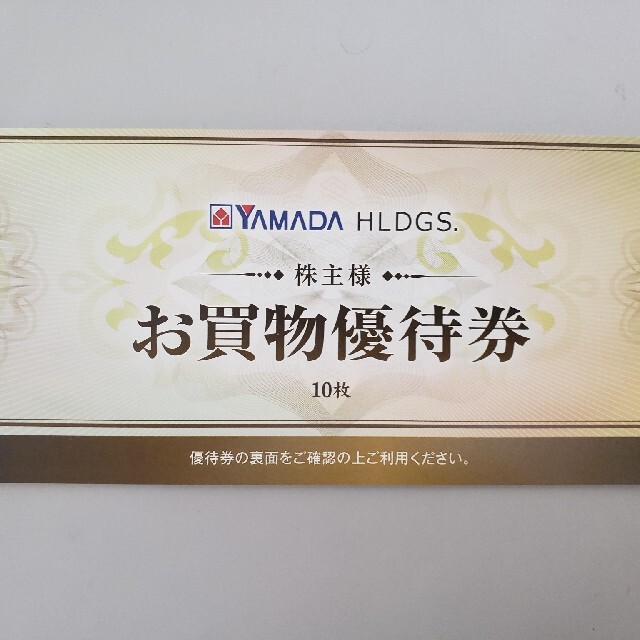 YAMADA HLDGS.
株主様
お買物優待券
10枚
優待券の裏面をご確認の上ご利用ください。